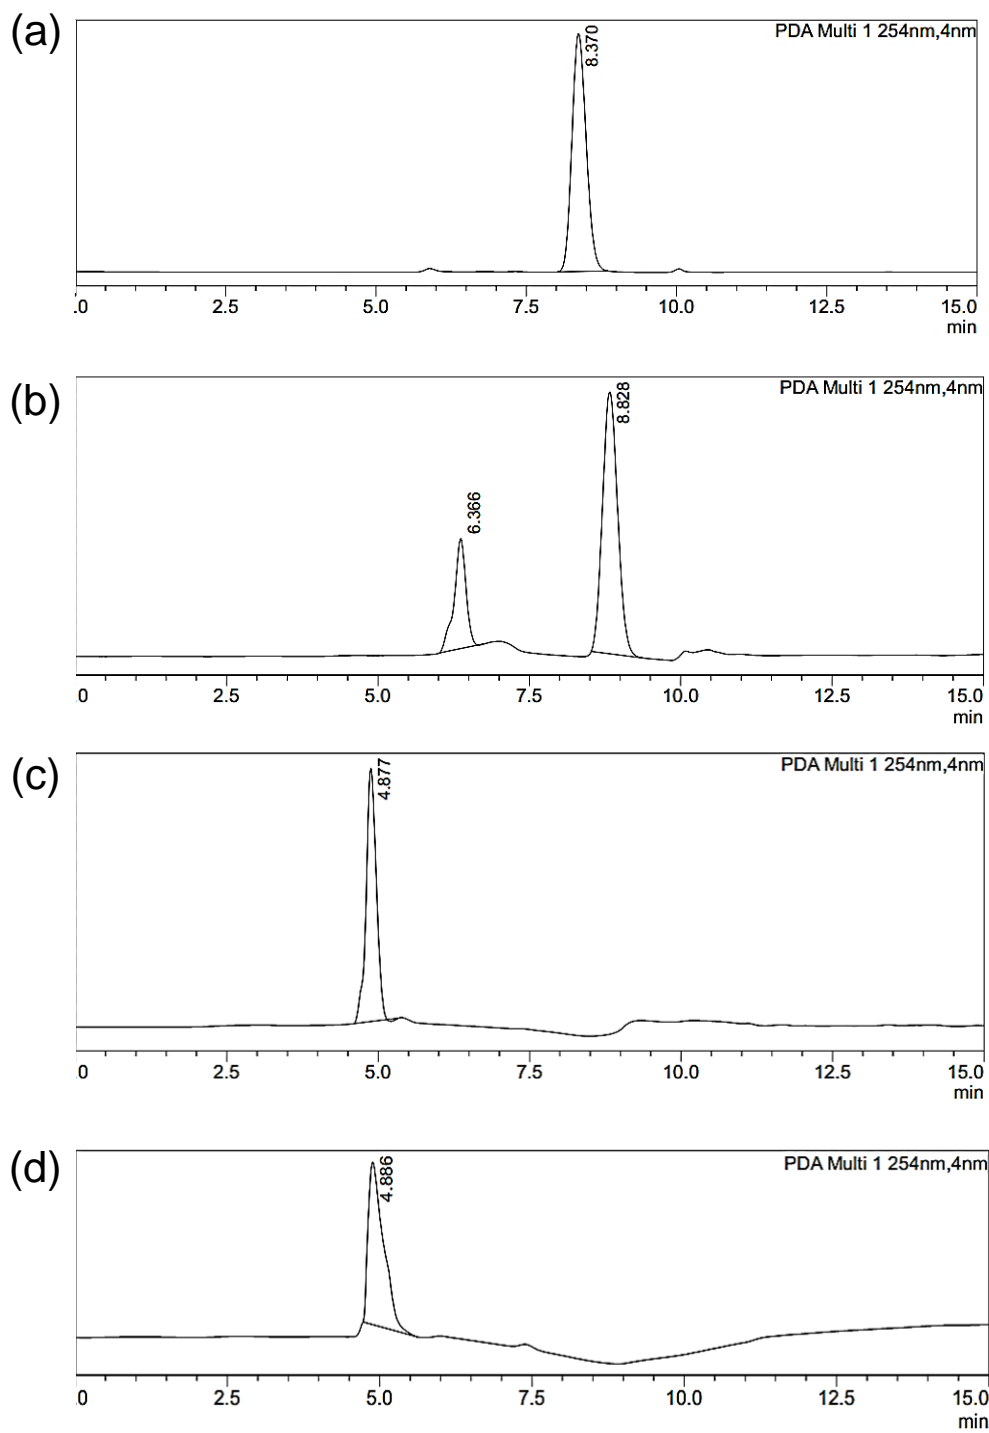 (a)
PDA Multi 1 254nm,4nm
8.370
.0 2.5 5.0 7.5 10.0 12.5 15.0
min
(b)
PDA Multi 1 254nm,4nm
8.828
6.366
0 2.5 5.0 7.5 10.0 12.5 15.0
min
(c)
PDA Multi 1 254nm,4nm
4.877
0 2.5 5.0 7.5 10.0 12.5 15.0
min
(d)
PDA Multi 1 254nm,4nm
4.886
.0 2.5 5.0 7.5 10.0 12.5 15.0
min